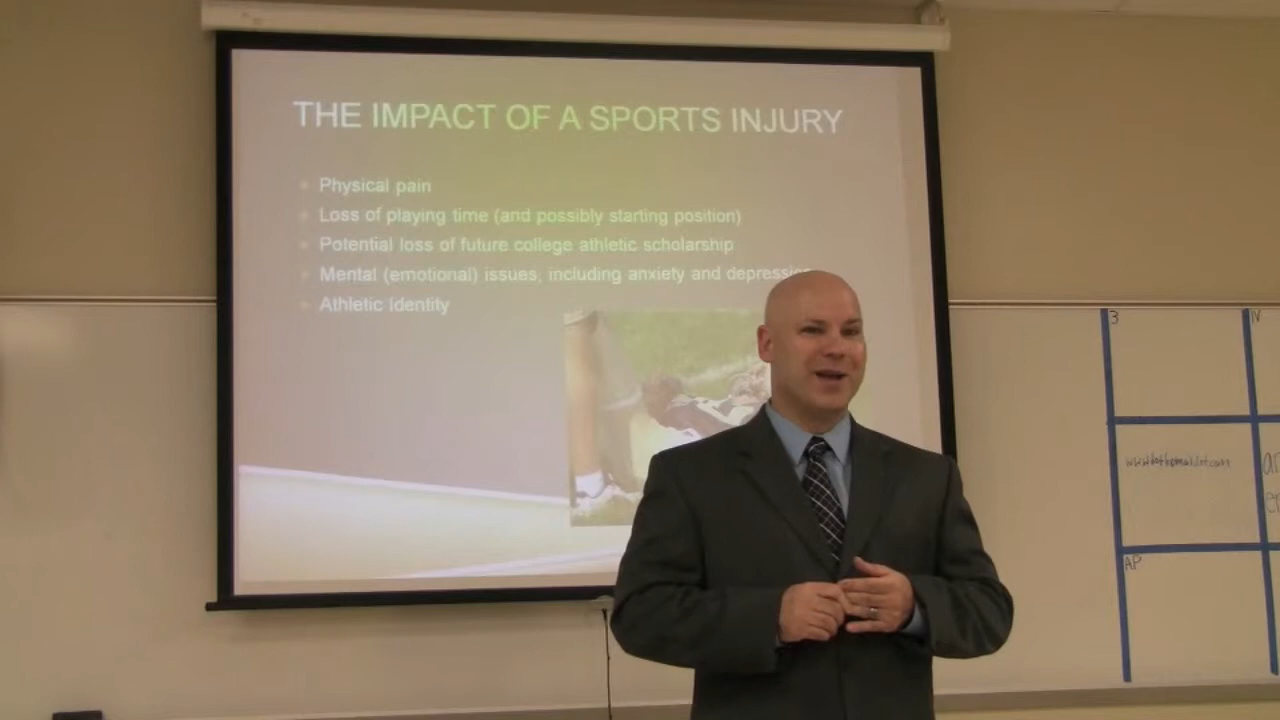 THE IMPACT OF A SPORTS INJURY
Physical pain
Loss of playing time (and possibly starting position)
Potential loss of future college athletic scholarship
Mental (emotional) issues, including anxiety and
Athletic Identity
3
IV
AP